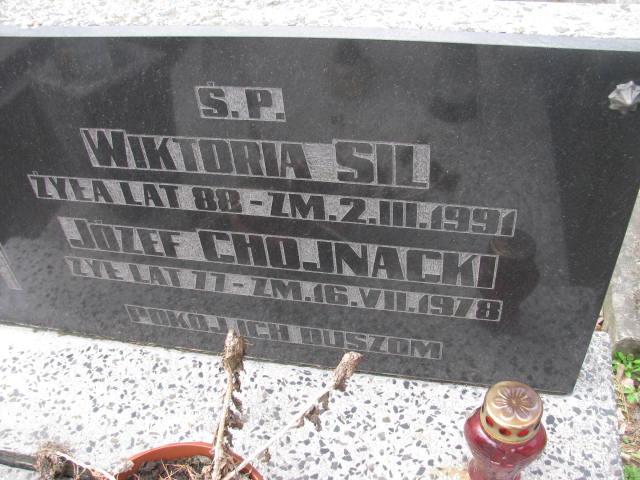 Ś.P.
WIKTORIA SIL
ŻYŁA LAT 88 - ZM. 2.III.1991
JÓZEF CHOJNACKI
ŻYŁ LAT 77 - ZM. 16.VII.1978
POKÓJ ICH DUSZOM